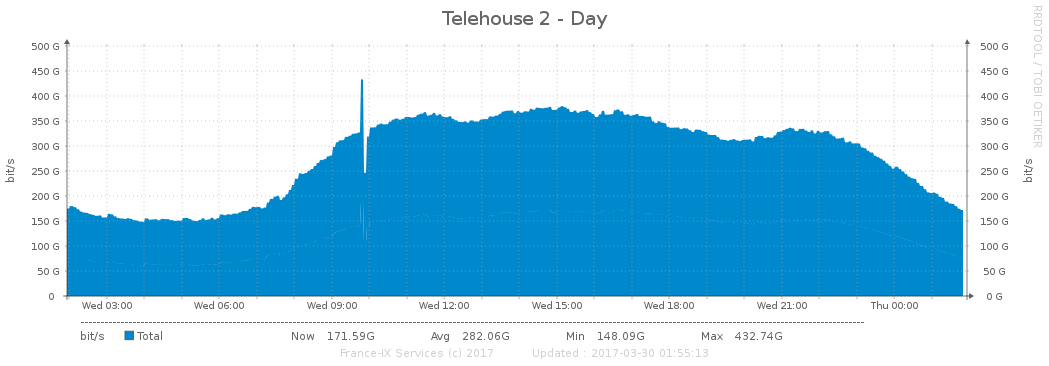 Telehouse 2 - Day
RRDTOOL / TOBI OETIKER
bit/s
500 G 500 G
450 G 450 G
400 G 400 G
350 G 350 G
300 G 300 G
250 G 250 G
200 G 200 G
150 G 150 G
100 G 100 G
50 G 50 G
0 0 G
bit/s
Wed 03:00 Wed 06:00 Wed 09:00 Wed 12:00 Wed 15:00 Wed 18:00 Wed 21:00 Thu 00:00
bit/s Total Now 171.59G Avg 282.06G Min 148.09G Max 432.74G
France-IX Services (c) 2017 Updated : 2017-03-30 01:55:13